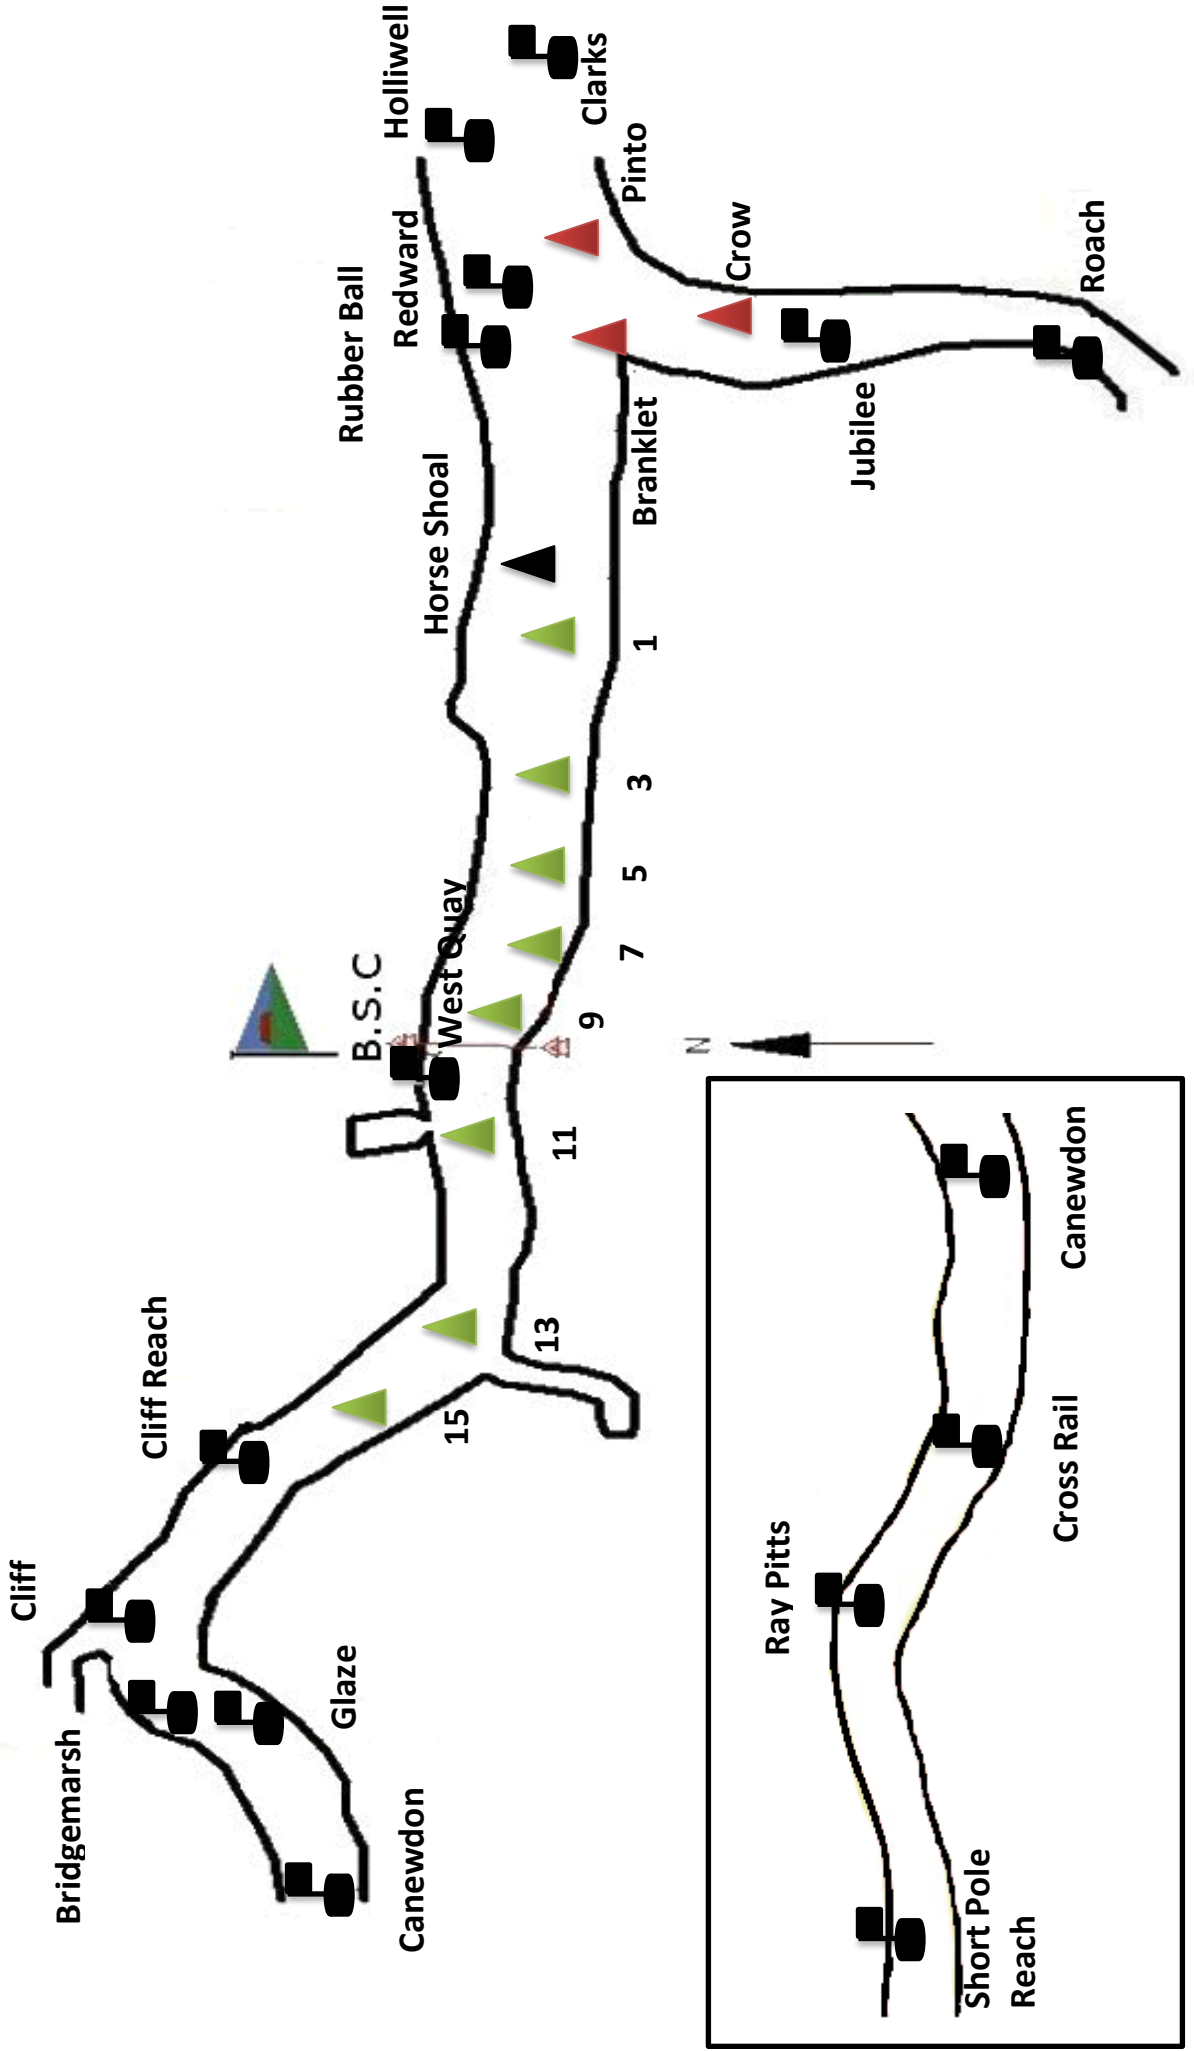 Cliff
Bridgemarsh
Cliff Reach
Glaze
Canewdon
15
13
11
B.S.C
West Quay
9
7
5
3
1
Horse Shoal
Rubber Ball
Redward
Holliwell
Clarks
Pinto
Branklet
Crow
Jubilee
Roach
N
Ray Pitts
Short Pole
Reach
Cross Rail
Canewdon